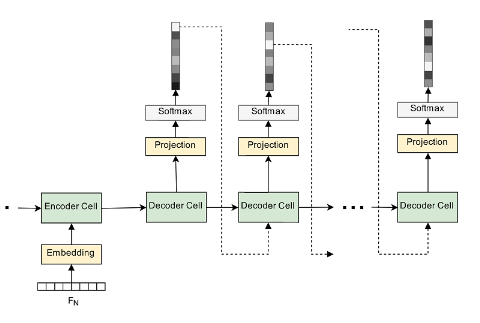 Softmax
Softmax
Softmax
Projection
Projection
Projection
Encoder Cell
Decoder Cell
Decoder Cell
Decoder Cell
Embedding
F_N